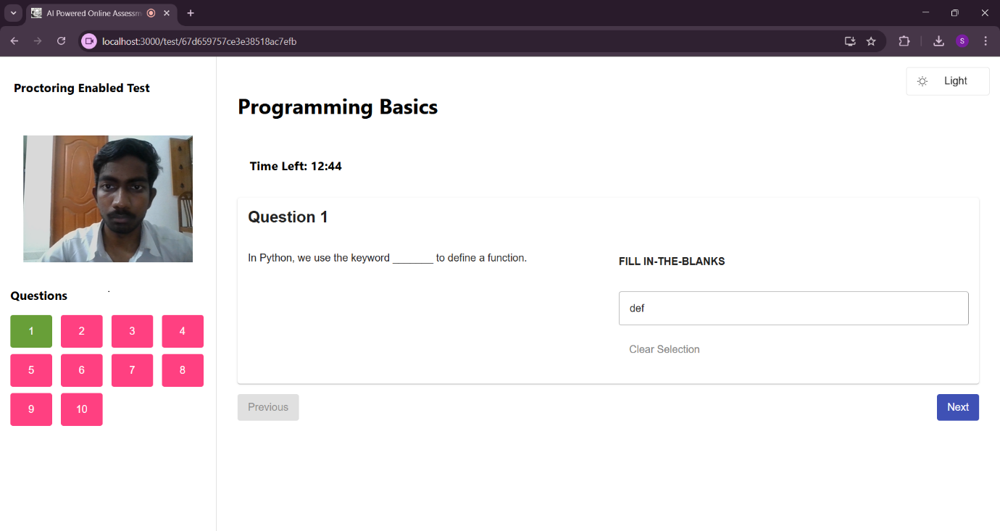 AI Powered Online Assessm
localhost:3000/test/67d659757ce3e38518ac7efb
S
Proctoring Enabled Test
Light
Programming Basics
Time Left: 12:44
Question 1
In Python, we use the keyword _______ to define a function.
FILL IN-THE-BLANKS
def
Clear Selection
Questions
1 2 3 4
5 6 7 8
9 10
Previous
Next